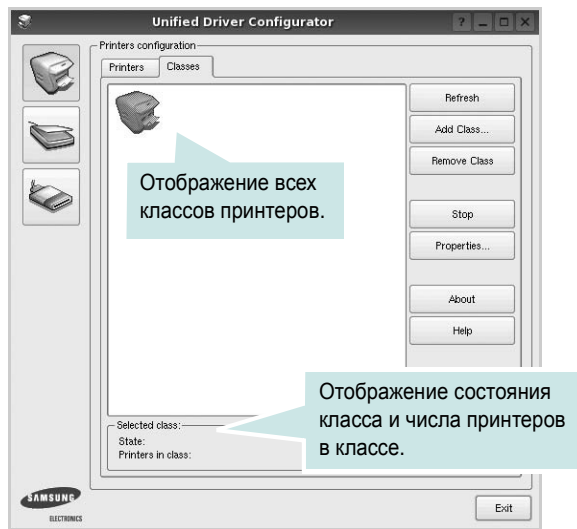 Unified Driver Configurator
Printers configuration
Printers
Classes
Refresh
Add Class...
Remove Class
Отображение всех
классов принтеров.
Stop
Properties...
About
Help
Отображение состояния
класса и числа принтеров
в классе.
Selected class:
State:
Printers in class:
SAMSUNG
ELECTRONICS
Exit